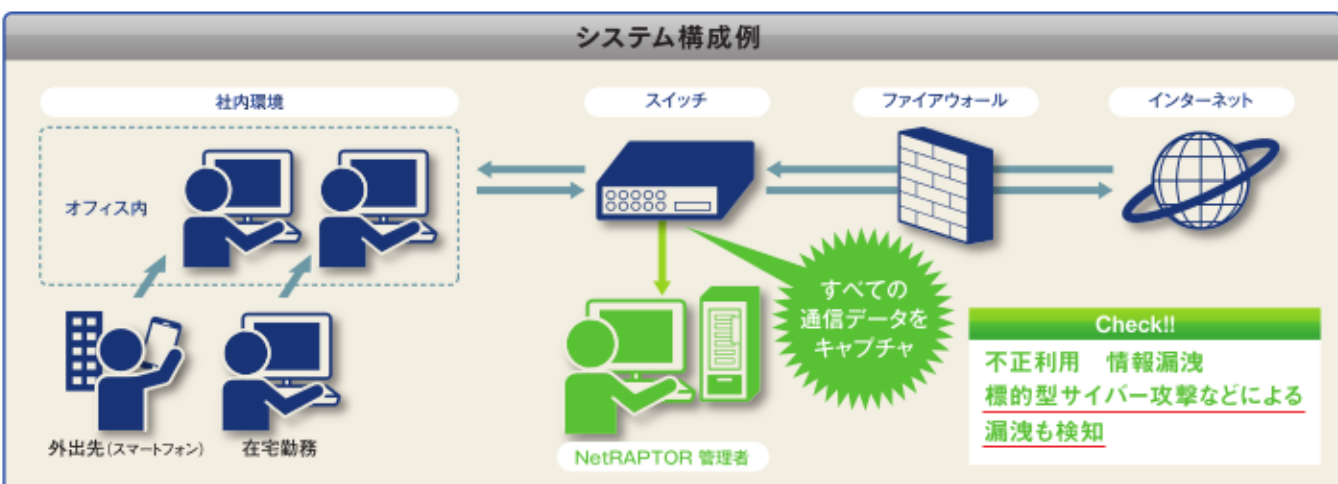 システム構成例
社内環境
スイッチ
ファイアウォール
インターネット
オフィス内
すべての
通信データを
キャプチャ
Check!!
不正利用　情報漏洩
標的型サイバー攻撃などによる
漏洩も検知
外出先(スマートフォン)
在宅勤務
NetRAPTOR 管理者